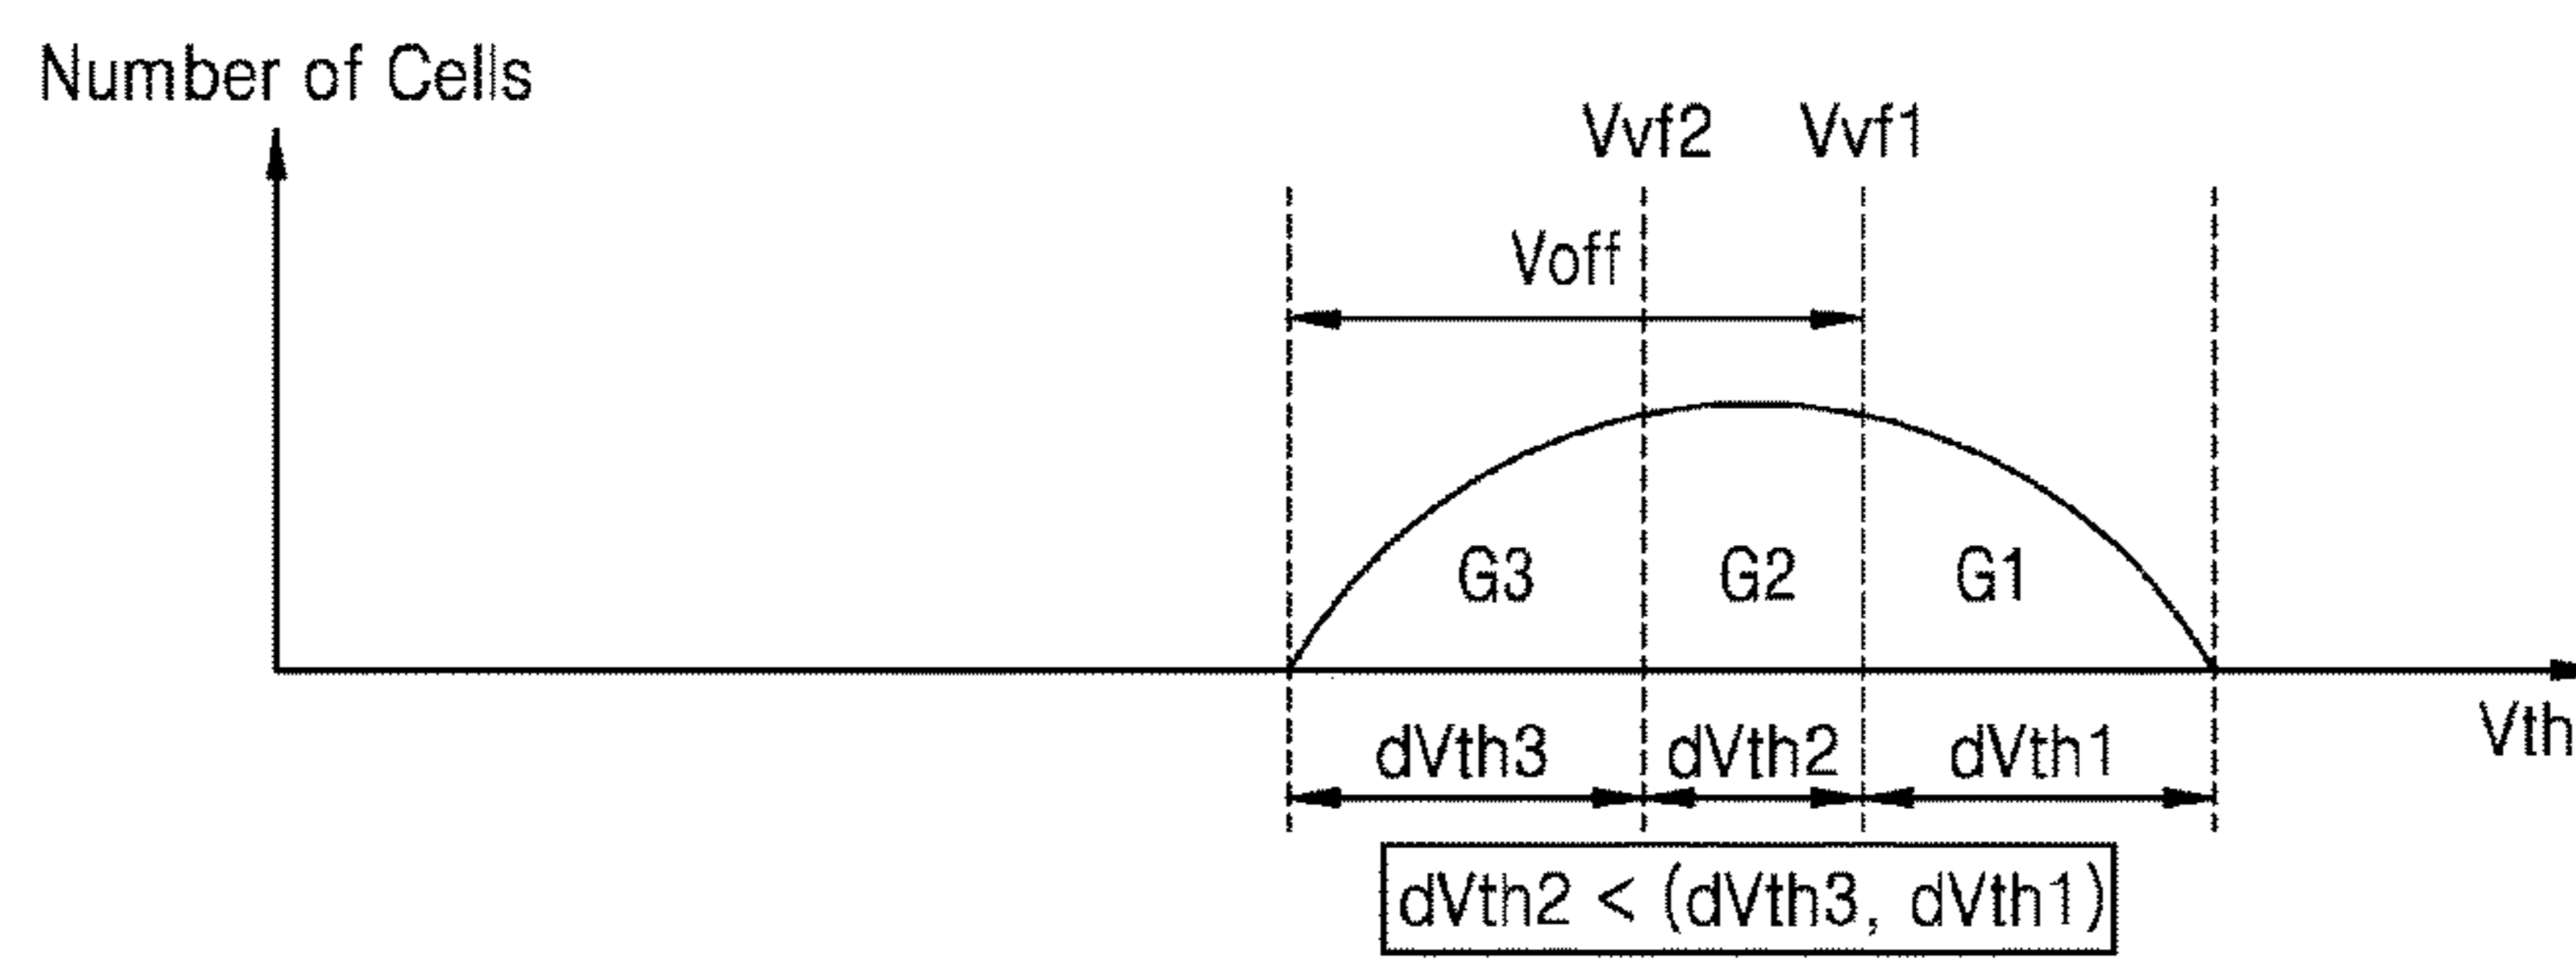 Number of Cells
Vvf2 Vvf1
Voff
G3 G2 G1
Vth
dVth3 dVth2 dVth1
dVth2 < (dVth3, dVth1)